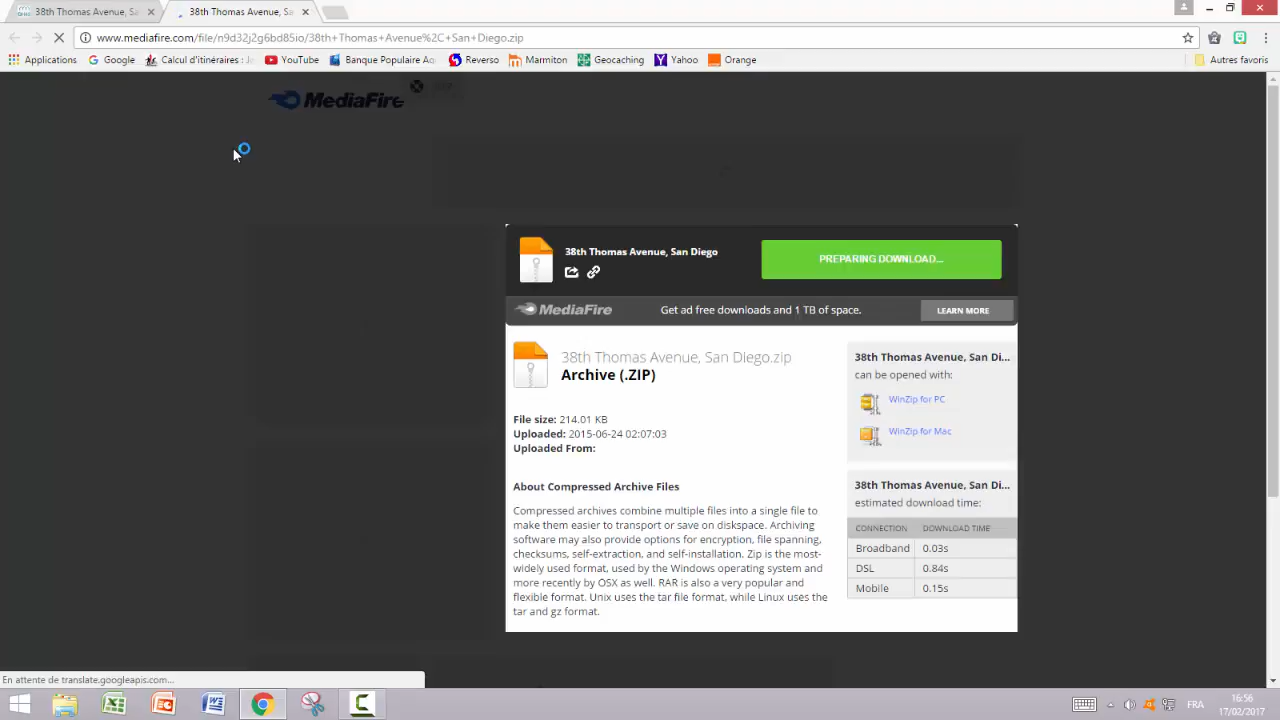 38th Thomas Avenue, Sa
38th Thomas Avenue, Sa
www.mediafire.com/file/n9d32j2g6bd85io/38th+Thomas+Avenue%2C+San+Diego.zip
Applications
Google
Calcul d'itinéraires :
YouTube
Banque Populaire Aq
Reverso
Marmiton
Geocaching
Yahoo
Orange
Autres favoris
MediaFire
38th Thomas Avenue, San Diego
PREPARING DOWNLOAD...
MediaFire
Get ad free downloads and 1 TB of space.
LEARN MORE
38th Thomas Avenue, San Diego.zip
Archive (.ZIP)
File size: 214.01 KB
Uploaded: 2015-06-24 02:07:03
Uploaded From:
About Compressed Archive Files
Compressed archives combine multiple files into a single file to
make them easier to transport or save on diskspace. Archiving
software may also provide options for encryption, file spanning,
checksums, self-extraction, and self-installation. Zip is the most-
widely used format, used by the Windows operating system and
more recently by OSX as well. RAR is also a very popular and
flexible format. Unix uses the tar file format, while Linux uses the
tar and gz format.
38th Thomas Avenue, San Di...
can be opened with:
WinZip for PC
WinZip for Mac
38th Thomas Avenue, San Di...
estimated download time:
CONNECTION DOWNLOAD TIME
Broadband 0.03s
DSL 0.84s
Mobile 0.15s
En attente de translate.googleapis.com...
FRA
16:56
17/02/2017